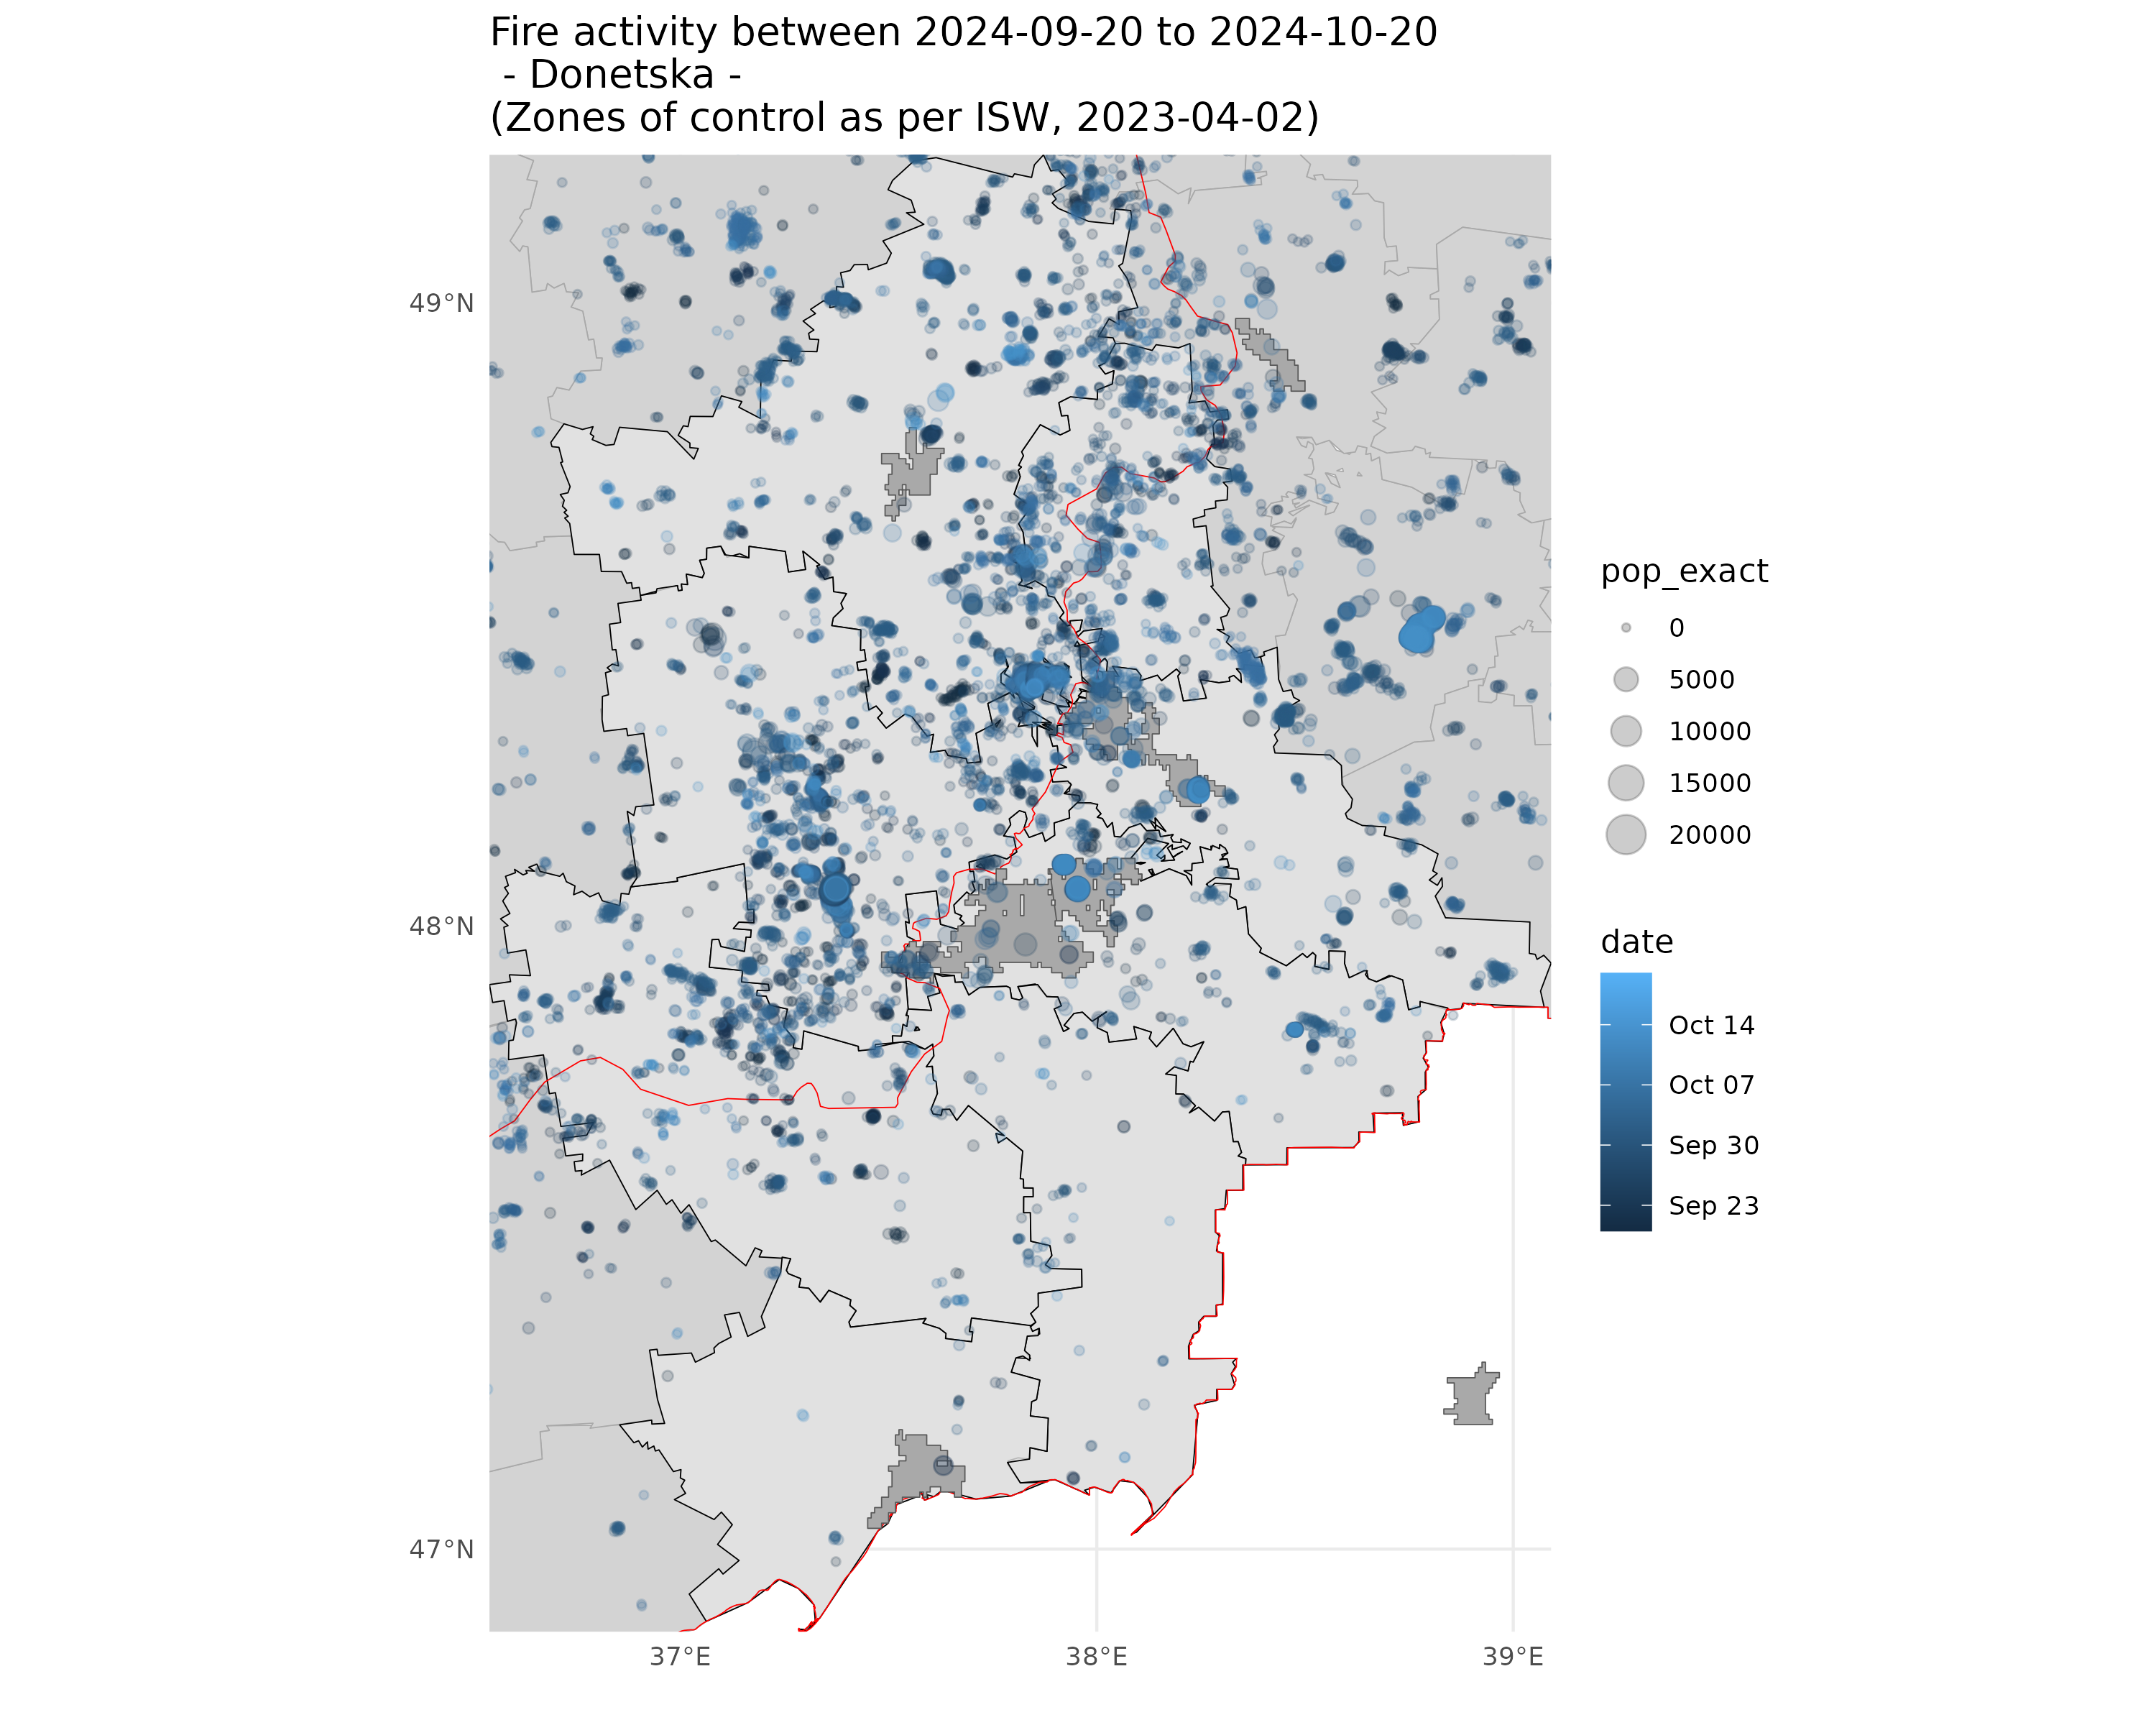 Fire activity between 2024-09-20 to 2024-10-20
- Donetska -
(Zones of control as per ISW, 2023-04-02)
49°N
48°N
47°N
37°E
38°E
39°E
pop_exact
0
5000
10000
15000
20000
date
Oct 14
Oct 07
Sep 30
Sep 23